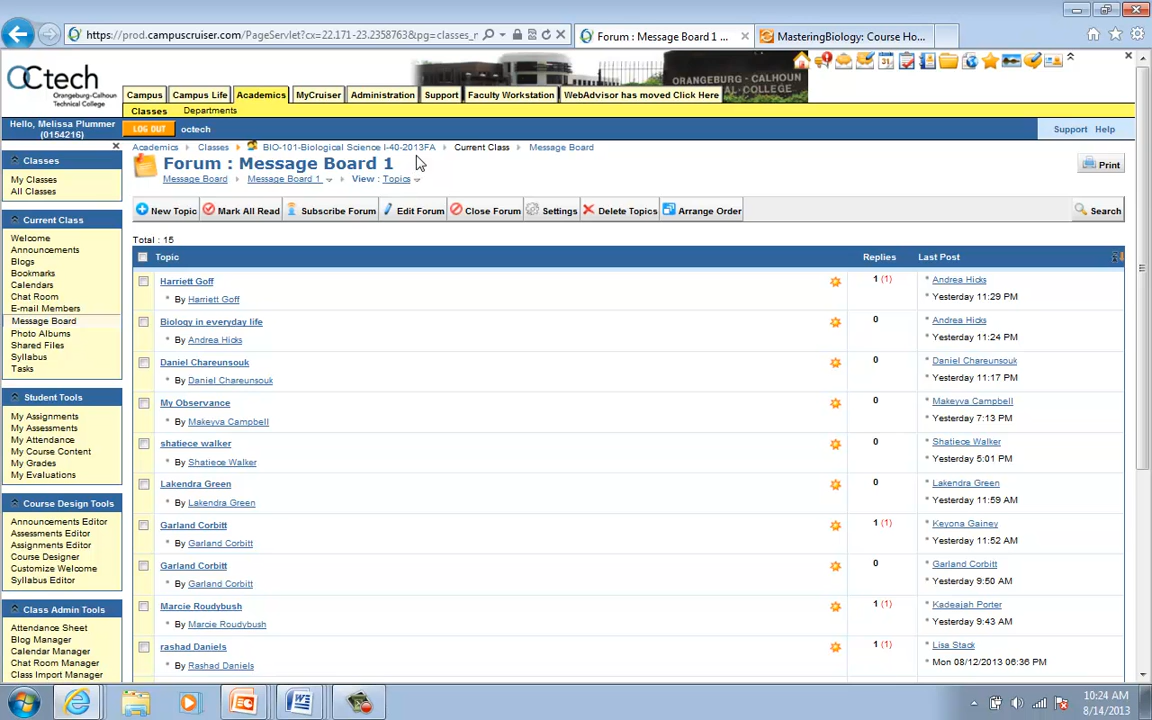 https://prod.campuscruiser.com/PageServlet?cx=22.171-23.2358763&pg=classes_r
Forum : Message Board 1 ...
MasteringBiology: Course Ho...
OCtech
Orangeburg-Calhoun
Technical College
ORANGEBURG - CALHOUN
AL-COLLEGE
Campus
Campus Life
Academics
MyCruiser
Administration
Support
Faculty Workstation
WebAdvisor has moved Click Here
Classes
Departments
Hello, Melissa Plummer
(0154216)
LOG OUT
octech
Support
Help
Academics
Classes
BIO-101-Biological Science I-40-2013FA
Current Class
Message Board
Forum : Message Board 1
Print
Message Board
Message Board 1
View :
Topics
New Topic
Mark All Read
Subscribe Forum
Edit Forum
Close Forum
Settings
Delete Topics
Arrange Order
Search
Classes
My Classes
All Classes
Current Class
Welcome
Announcements
Blogs
Bookmarks
Calendars
Chat Room
E-mail Members
Message Board
Photo Albums
Shared Files
Syllabus
Tasks
Student Tools
My Assignments
My Assessments
My Attendance
My Course Content
My Grades
My Evaluations
Course Design Tools
Announcements Editor
Assessments Editor
Assignments Editor
Course Designer
Customize Welcome
Syllabus Editor
Class Admin Tools
Attendance Sheet
Blog Manager
Calendar Manager
Chat Room Manager
Class Import Manager
Total : 15
Topic
Replies
Last Post
Harriett Goff
1 (1)
* Andrea Hicks
* By Harriett Goff
* Yesterday 11:29 PM
Biology in everyday life
0
* Andrea Hicks
* By Andrea Hicks
* Yesterday 11:24 PM
Daniel Chareunsouk
0
* Daniel Chareunsouk
* By Daniel Chareunsouk
* Yesterday 11:17 PM
My Observance
0
* Makeyva Campbell
* By Makeyva Campbell
* Yesterday 7:13 PM
shatiece walker
0
* Shatiece Walker
* By Shatiece Walker
* Yesterday 5:01 PM
Lakendra Green
0
* Lakendra Green
* By Lakendra Green
* Yesterday 11:59 AM
Garland Corbitt
1 (1)
* Keyona Gainey
* By Garland Corbitt
* Yesterday 11:52 AM
Garland Corbitt
0
* Garland Corbitt
* By Garland Corbitt
* Yesterday 9:50 AM
Marcie Roudybush
1 (1)
* Kadeajah Porter
* By Marcie Roudybush
* Yesterday 9:43 AM
rashad Daniels
1 (1)
* Lisa Stack
* By Rashad Daniels
* Mon 08/12/2013 06:36 PM
10:24 AM
8/14/2013